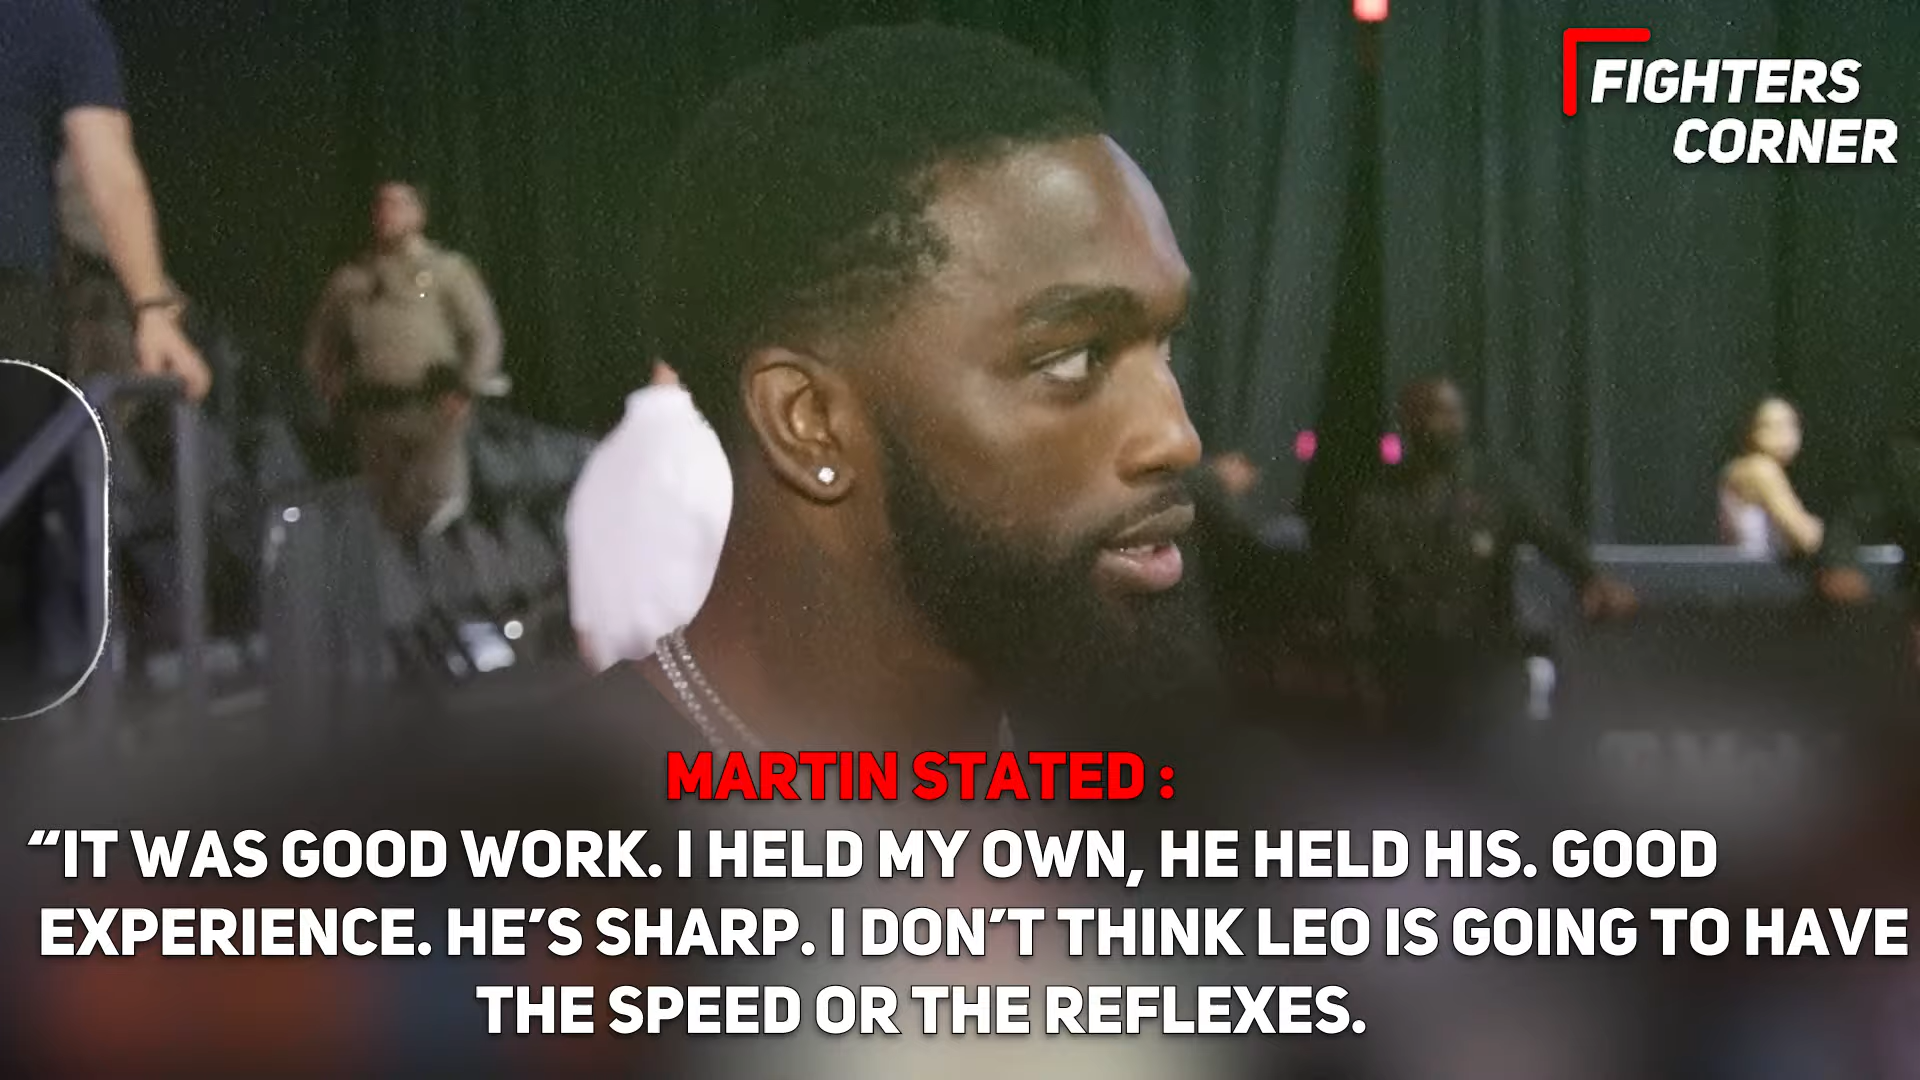 FIGHTERS
CORNER
MARTIN STATED :
“IT WAS GOOD WORK. I HELD MY OWN, HE HELD HIS. GOOD
EXPERIENCE. HE’S SHARP. I DON’T THINK LEO IS GOING TO HAVE
THE SPEED OR THE REFLEXES.